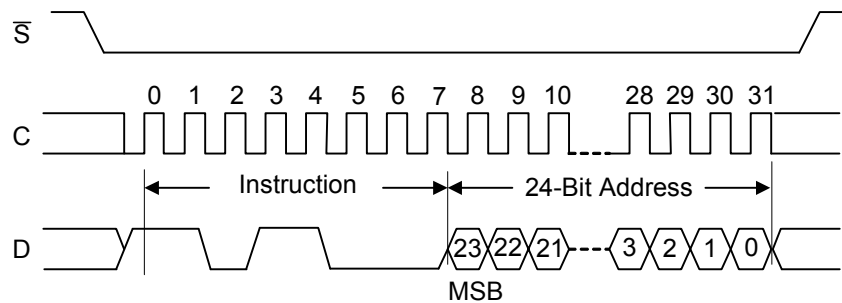 S̅
0 1 2 3 4 5 6 7 8 9 10 28 29 30 31
C
Instruction 24-Bit Address
D 23 22 21 3 2 1 0
MSB